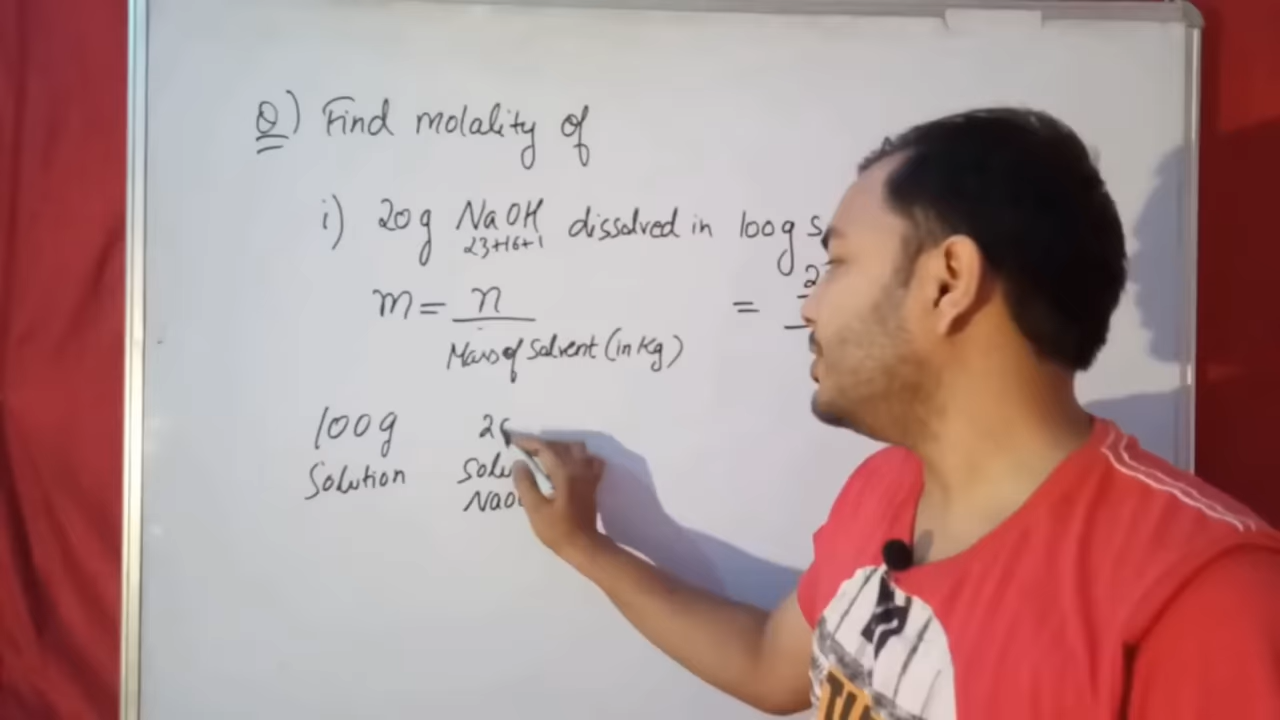 Q) Find molality of
i) 20g NaOH dissolved in 100g
23+16+1
m = n =
Mass of solvent (in Kg)
100g
Solution